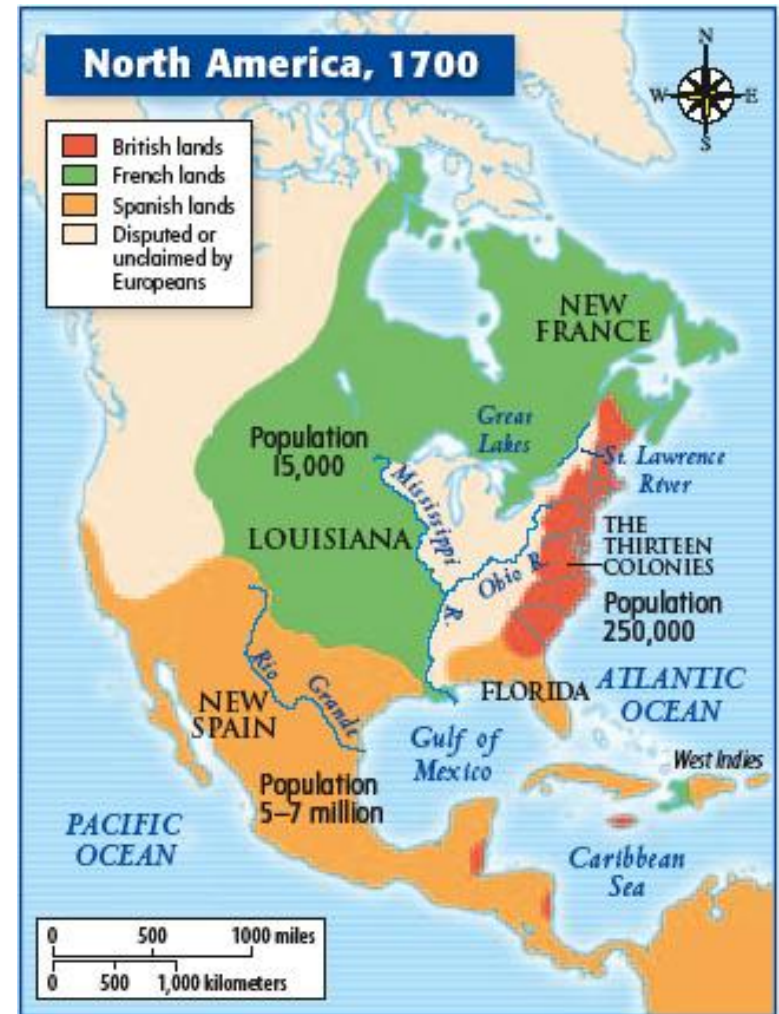 North America, 1700
N
W
E
S
British lands
French lands
Spanish lands
Disputed or
unclaimed by
Europeans
NEW
FRANCE
Great
Lakes
Population
15,000
St. Lawrence
River
Mississippi
R.
LOUISIANA
Ohio R.
THE
THIRTEEN
COLONIES
Population
250,000
Rio
Grande
NEW
SPAIN
FLORIDA
ATLANTIC
OCEAN
Gulf of
Mexico
West Indies
Population
5–7 million
PACIFIC
OCEAN
Caribbean
Sea
0 500 1000 miles
0 500 1,000 kilometers